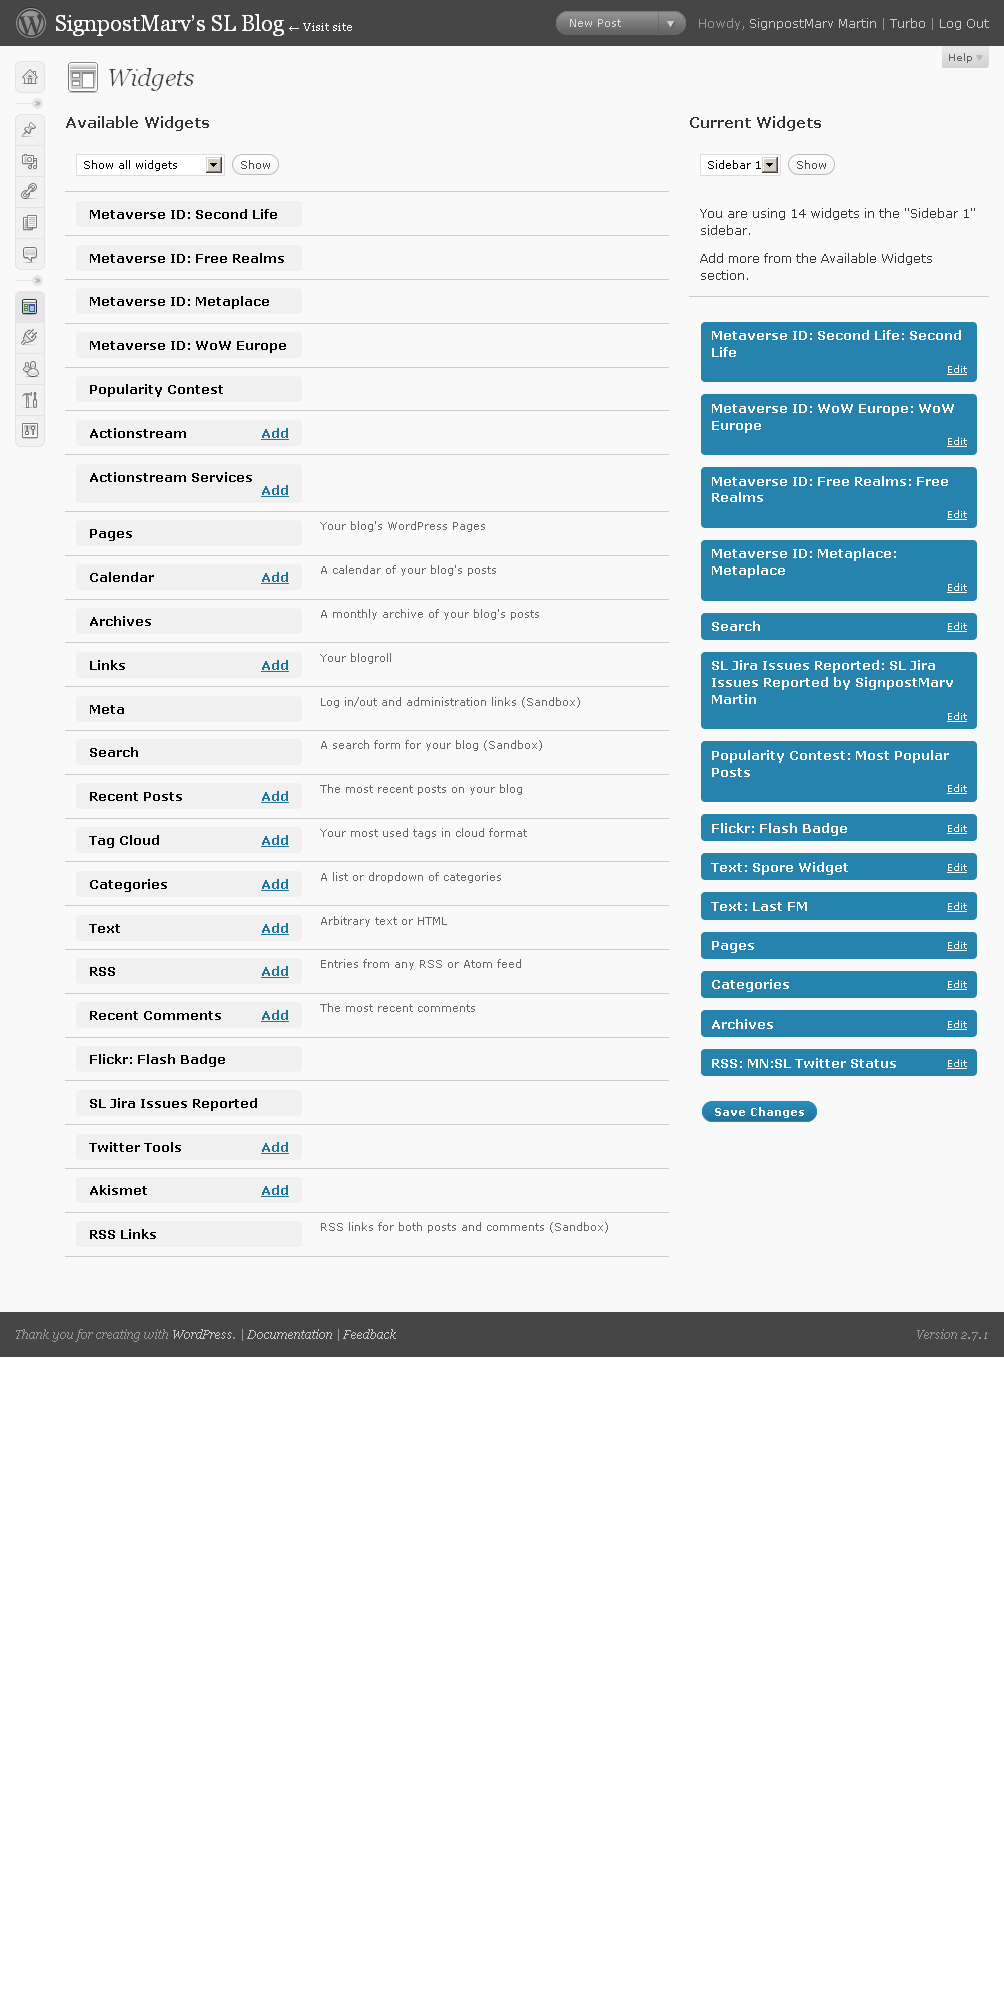 SignpostMarv's SL Blog ← Visit site
New Post
Howdy, SignpostMarv Martin | Turbo | Log Out
Help
Widgets
Available Widgets
Show all widgets
Show
Metaverse ID: Second Life
Metaverse ID: Free Realms
Metaverse ID: Metaplace
Metaverse ID: WoW Europe
Popularity Contest
Actionstream Add
Actionstream Services
Add
Pages Your blog's WordPress Pages
Calendar Add A calendar of your blog's posts
Archives A monthly archive of your blog's posts
Links Add Your blogroll
Meta Log in/out and administration links (Sandbox)
Search A search form for your blog (Sandbox)
Recent Posts Add The most recent posts on your blog
Tag Cloud Add Your most used tags in cloud format
Categories Add A list or dropdown of categories
Text Add Arbitrary text or HTML
RSS Add Entries from any RSS or Atom feed
Recent Comments Add The most recent comments
Flickr: Flash Badge
SL Jira Issues Reported
Twitter Tools Add
Akismet Add
RSS Links RSS links for both posts and comments (Sandbox)
Current Widgets
Sidebar 1
Show
You are using 14 widgets in the "Sidebar 1"
sidebar.
Add more from the Available Widgets
section.
Metaverse ID: Second Life: Second
Life
Edit
Metaverse ID: WoW Europe: WoW
Europe
Edit
Metaverse ID: Free Realms: Free
Realms
Edit
Metaverse ID: Metaplace:
Metaplace
Edit
Search Edit
SL Jira Issues Reported: SL Jira
Issues Reported by SignpostMarv
Martin
Edit
Popularity Contest: Most Popular
Posts
Edit
Flickr: Flash Badge Edit
Text: Spore Widget Edit
Text: Last FM Edit
Pages Edit
Categories Edit
Archives Edit
RSS: MN:SL Twitter Status Edit
Save Changes
Thank you for creating with WordPress. | Documentation | Feedback
Version 2.7.1